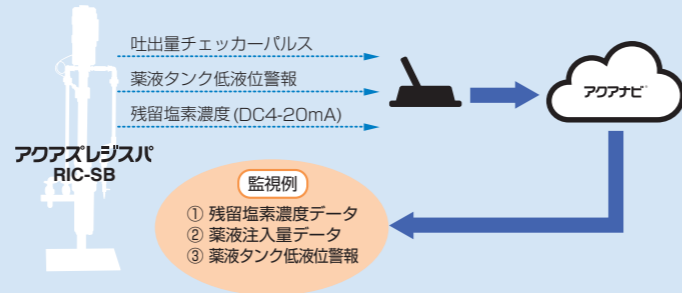 吐出量チェッカーパルス
薬液タンク低液位警報
残留塩素濃度(DC4-20mA)
アクアズレジスパ
RIC-SB
アクアナビ
監視例
① 残留塩素濃度データ
② 薬液注入量データ
③ 薬液タンク低液位警報